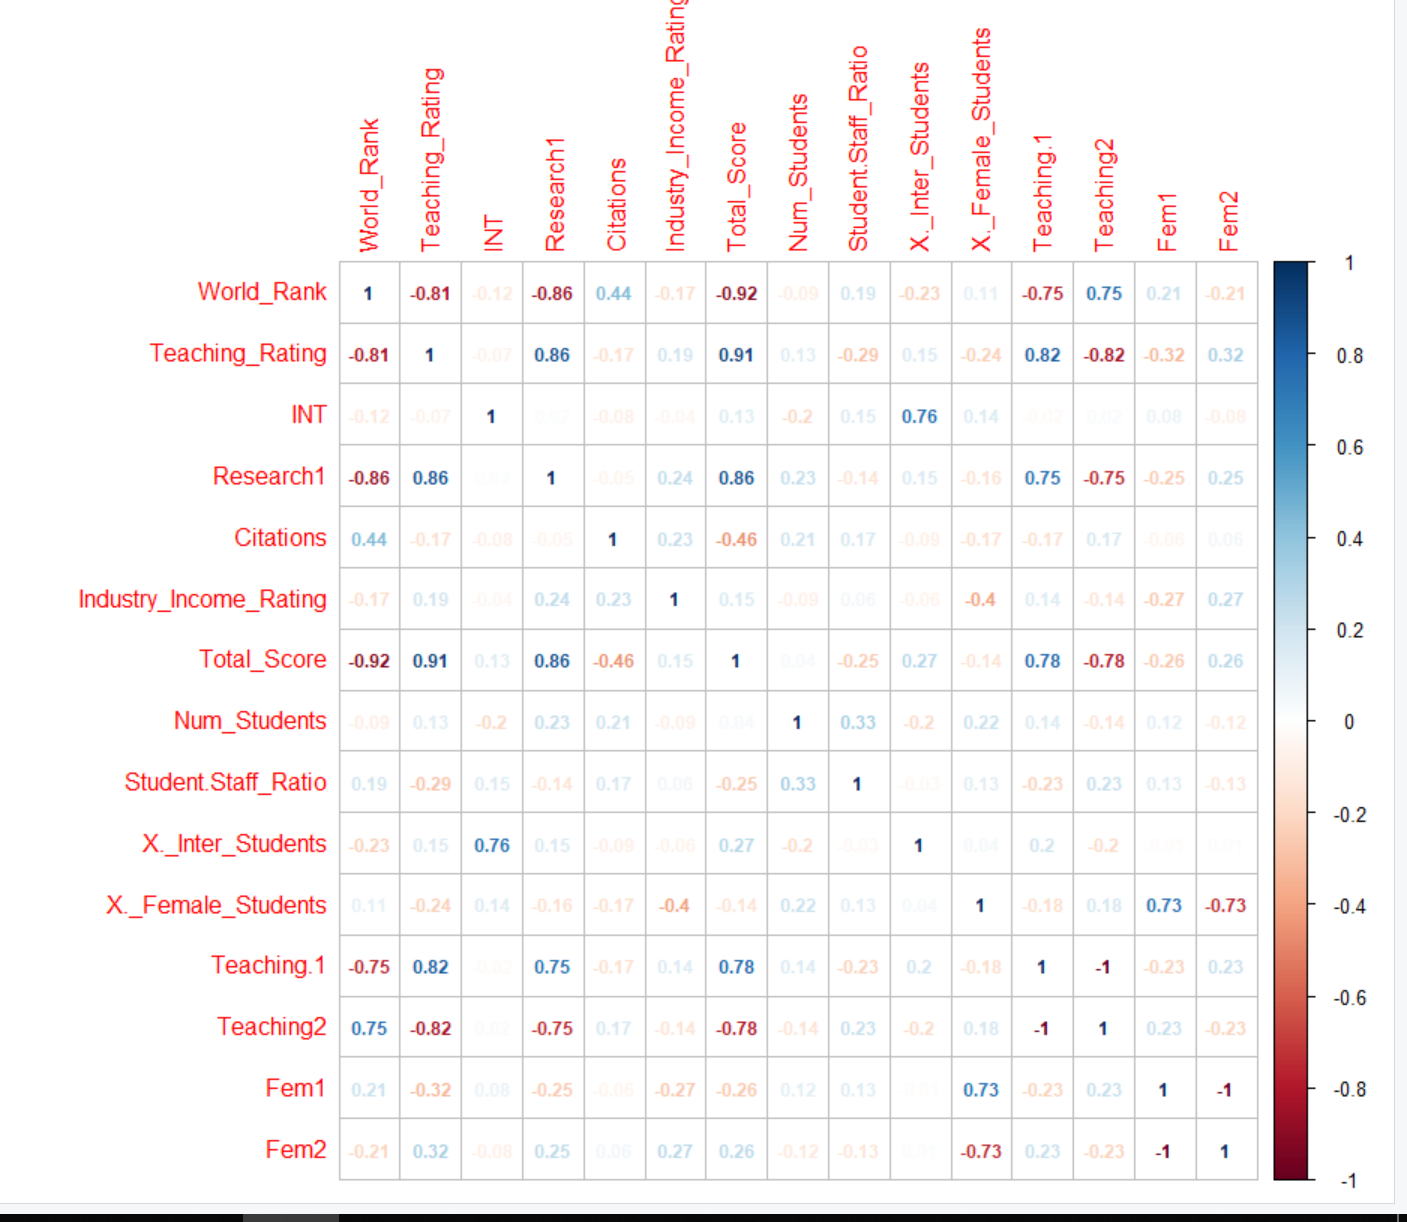 World_Rank Teaching_Rating INT Research1 Citations Industry_Income_Rating Total_Score Num_Students Student.Staff_Ratio X._Inter_Students X._Female_Students Teaching.1 Teaching2 Fem1 Fem2
World_Rank 1 -0.81 -0.12 -0.86 0.44 -0.17 -0.92 -0.09 0.19 -0.23 0.11 -0.75 0.75 0.21 -0.21
Teaching_Rating -0.81 1 -0.07 0.86 -0.17 0.19 0.91 0.13 -0.29 0.15 -0.24 0.82 -0.82 -0.32 0.32
INT -0.12 -0.07 1 -0.08 -0.04 0.13 -0.2 0.15 0.76 0.14 0.08 -0.08
Research1 -0.86 0.86 1 -0.05 0.24 0.86 0.23 -0.14 0.15 -0.16 0.75 -0.75 -0.25 0.25
Citations 0.44 -0.17 -0.08 -0.05 1 0.23 -0.46 0.21 0.17 -0.09 -0.17 -0.17 0.17 -0.06 0.06
Industry_Income_Rating -0.17 0.19 -0.04 0.24 0.23 1 0.15 -0.09 0.06 -0.06 -0.4 0.14 -0.14 -0.27 0.27
Total_Score -0.92 0.91 0.13 0.86 -0.46 0.15 1 0.04 -0.25 0.27 -0.14 0.78 -0.78 -0.26 0.26
Num_Students -0.09 0.13 -0.2 0.23 0.21 -0.09 0.04 1 0.33 -0.2 0.22 0.14 -0.14 0.12 -0.12
Student.Staff_Ratio 0.19 -0.29 0.15 -0.14 0.17 0.06 -0.25 0.33 1 -0.03 0.13 -0.23 0.23 0.13 -0.13
X._Inter_Students -0.23 0.15 0.76 0.15 -0.09 -0.06 0.27 -0.2 -0.03 1 0.04 0.2 -0.2
X._Female_Students 0.11 -0.24 0.14 -0.16 -0.17 -0.4 -0.14 0.22 0.13 0.04 1 -0.18 0.18 0.73 -0.73
Teaching.1 -0.75 0.82 0.75 -0.17 0.14 0.78 0.14 -0.23 0.2 -0.18 1 -1 -0.23 0.23
Teaching2 0.75 -0.82 -0.75 0.17 -0.14 -0.78 -0.14 0.23 -0.2 0.18 -1 1 0.23 -0.23
Fem1 0.21 -0.32 0.08 -0.25 -0.06 -0.27 -0.26 0.12 0.13 0.73 -0.23 0.23 1 -1
Fem2 -0.21 0.32 -0.08 0.25 0.06 0.27 0.26 -0.12 -0.13 -0.73 0.23 -0.23 -1 1
1
0.8
0.6
0.4
0.2
0
-0.2
-0.4
-0.6
-0.8
-1